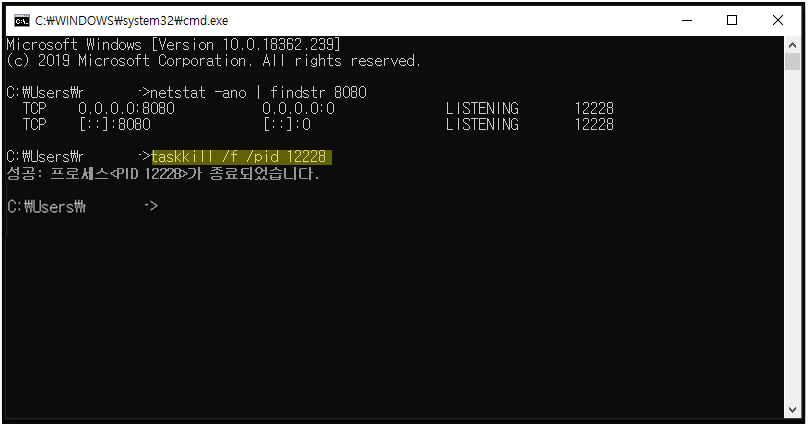 C:₩WINDOWS₩system32₩cmd.exe
Microsoft Windows [Version 10.0.18362.239]
(c) 2019 Microsoft Corporation. All rights reserved.
C:₩Users₩r ->netstat -ano | findstr 8080
TCP 0.0.0.0:8080 0.0.0.0:0 LISTENING 12228
TCP [::]:8080 [::]:0 LISTENING 12228
C:₩Users₩r ->taskkill /f /pid 12228
성공: 프로세스<PID 12228>가 종료되었습니다.
C:₩Users₩r ->